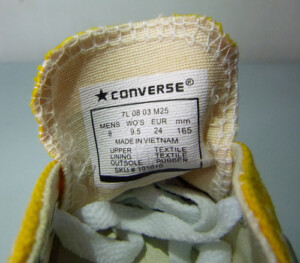 ★CONVERSE®
7L 08 03 M25
MENS WO'S EUR mm
8 9.5 24 165
MADE IN VIETNAM
UPPER TEXTILE
LINING TEXTILE
OUTSOLE RUBBER
SKU #